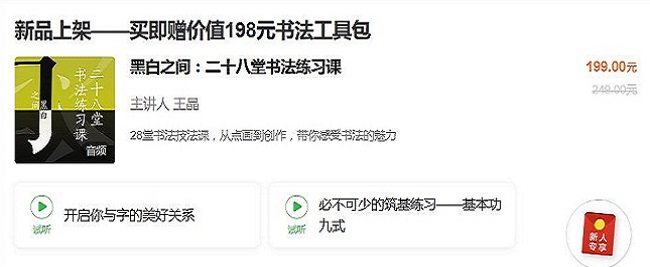 新品上架——买即赠价值198元书法工具包
黑白之间：二十八堂书法练习课
199.00元
249.00元
主讲人 王晶
28堂书法技法课，从点画到创作，带你感受书法的魅力
二十八堂
书法练习课
黑白
之间
音频
试听
开启你与字的美好关系
试听
必不可少的筑基练习——基本功
九式
新人
专享